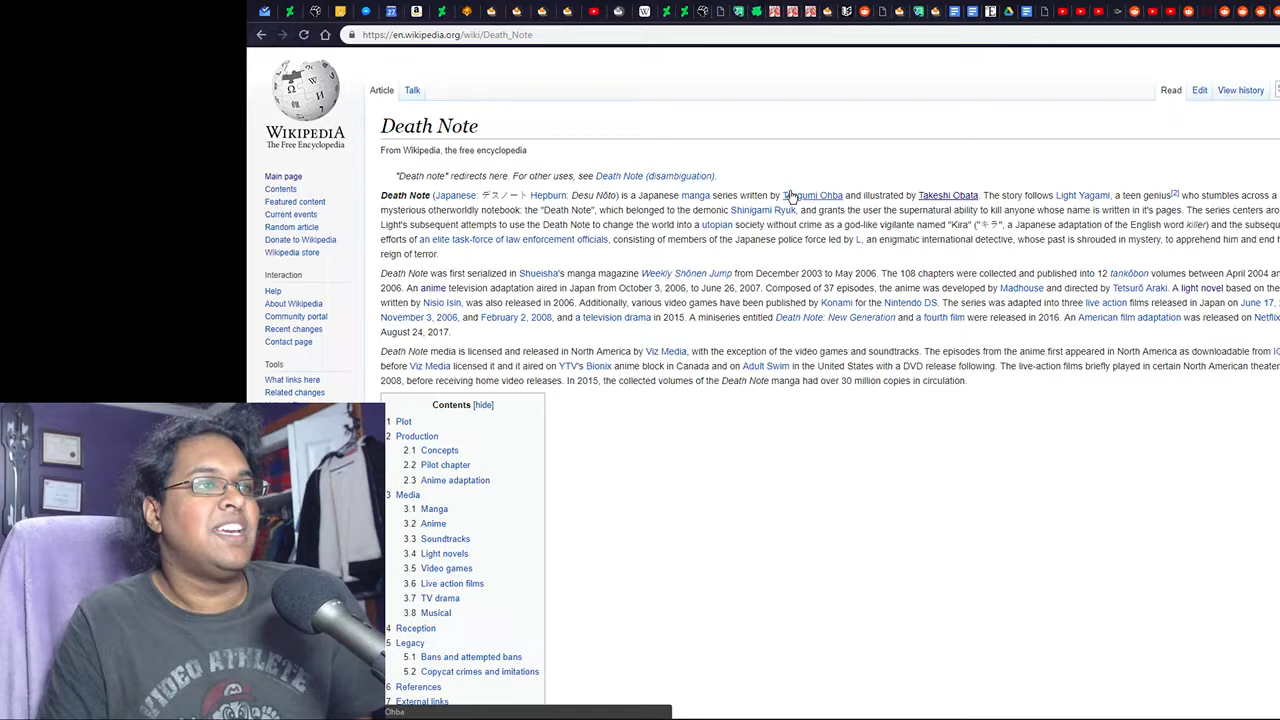 https://en.wikipedia.org/wiki/Death_Note
WIKIPEDIA
The Free Encyclopedia
Main page
Contents
Featured content
Current events
Random article
Donate to Wikipedia
Wikipedia store
Interaction
Help
About Wikipedia
Community portal
Recent changes
Contact page
Tools
What links here
Related changes
Article Talk
Read Edit View history
Death Note
From Wikipedia, the free encyclopedia
"Death note" redirects here. For other uses, see Death Note (disambiguation).
Death Note (Japanese: デスノート Hepburn: Desu Nōto) is a Japanese manga series written by Tsugumi Ohba and illustrated by Takeshi Obata. The story follows Light Yagami, a teen genius[2] who stumbles across a
mysterious otherworldly notebook: the "Death Note", which belonged to the demonic Shinigami Ryuk, and grants the user the supernatural ability to kill anyone whose name is written in it's pages. The series centers around
Light's subsequent attempts to use the Death Note to change the world into a utopian society without crime as a god-like vigilante named "Kira" ("キラ", a Japanese adaptation of the English word killer) and the subsequent
efforts of an elite task-force of law enforcement officials, consisting of members of the Japanese police force led by L, an enigmatic international detective, whose past is shrouded in mystery, to apprehend him and end his
reign of terror.
Death Note was first serialized in Shueisha's manga magazine Weekly Shōnen Jump from December 2003 to May 2006. The 108 chapters were collected and published into 12 tankōbon volumes between April 2004 and
2006. An anime television adaptation aired in Japan from October 3, 2006, to June 26, 2007. Composed of 37 episodes, the anime was developed by Madhouse and directed by Tetsurō Araki. A light novel based on the
written by Nisio Isin, was also released in 2006. Additionally, various video games have been published by Konami for the Nintendo DS. The series was adapted into three live action films released in Japan on June 17,
November 3, 2006, and February 2, 2008, and a television drama in 2015. A miniseries entitled Death Note: New Generation and a fourth film were released in 2016. An American film adaptation was released on Netflix
August 24, 2017.
Death Note media is licensed and released in North America by Viz Media, with the exception of the video games and soundtracks. The episodes from the anime first appeared in North America as downloadable from
before Viz Media licensed it and it aired on YTV's Bionix anime block in Canada and on Adult Swim in the United States with a DVD release following. The live-action films briefly played in certain North American theaters
2008, before receiving home video releases. In 2015, the collected volumes of the Death Note manga had over 30 million copies in circulation.
Contents [hide]
1 Plot
2 Production
2.1 Concepts
2.2 Pilot chapter
2.3 Anime adaptation
3 Media
3.1 Manga
3.2 Anime
3.3 Soundtracks
3.4 Light novels
3.5 Video games
3.6 Live action films
3.7 TV drama
3.8 Musical
4 Reception
5 Legacy
5.1 Bans and attempted bans
5.2 Copycat crimes and imitations
6 References
7 External links
Ohba
VIDEO ATHLETE